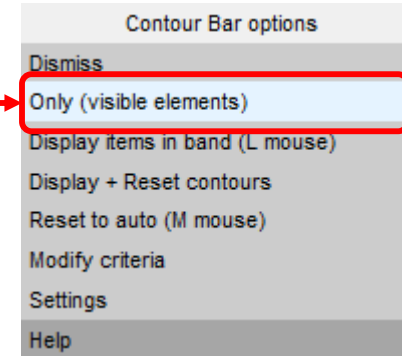 Contour Bar options
Dismiss
Only (visible elements)
Display items in band (L mouse)
Display + Reset contours
Reset to auto (M mouse)
Modify criteria
Settings
Help